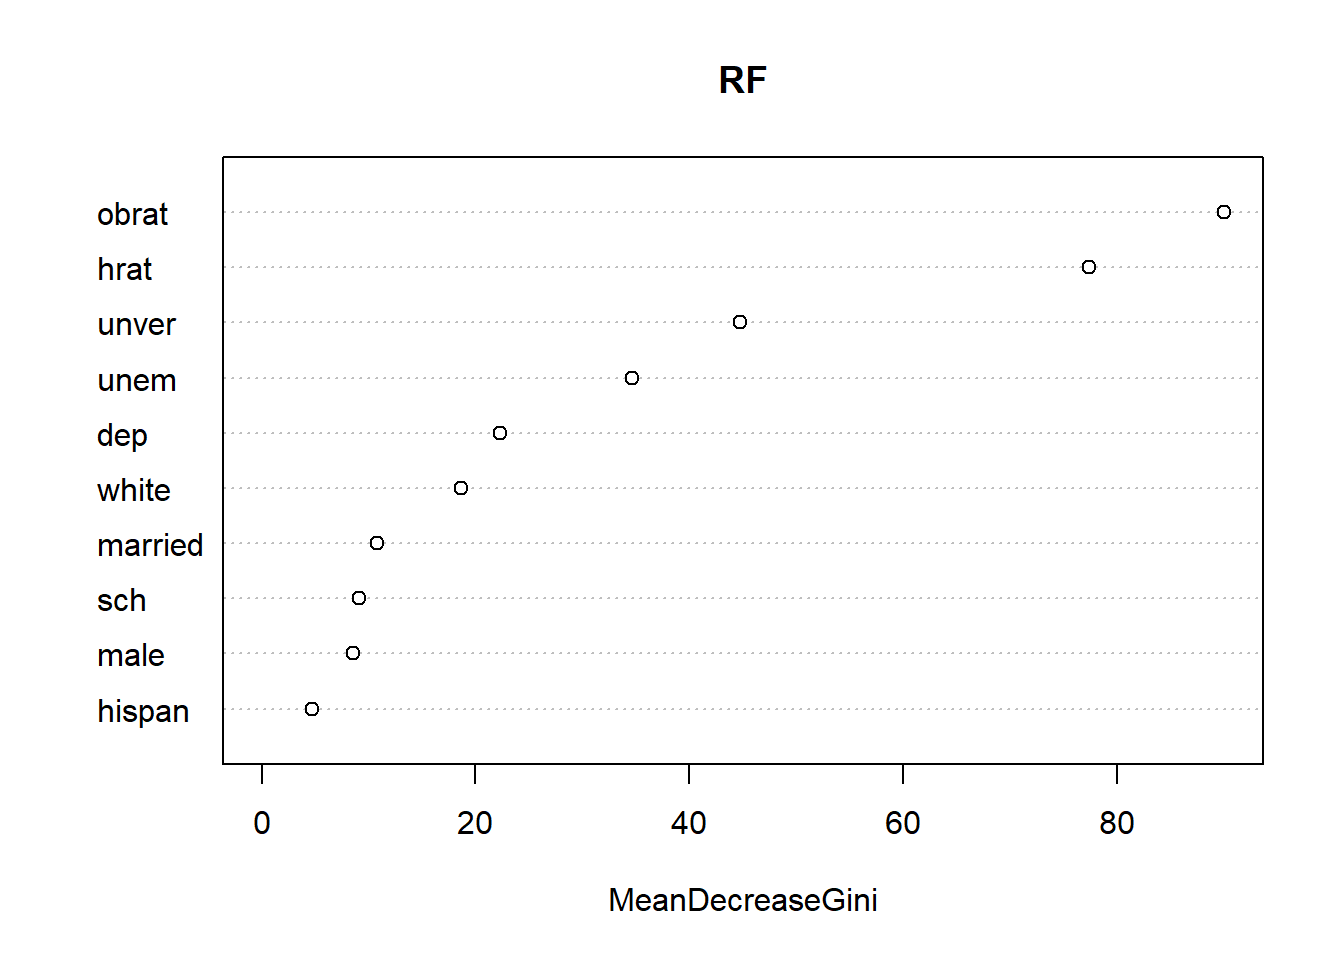 RF
obrat
hrat
unver
unem
dep
white
married
sch
male
hispan
0 20 40 60 80
MeanDecreaseGini